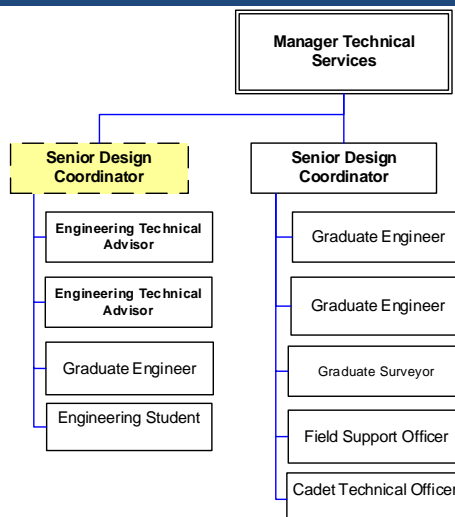 Manager Technical
Services
Senior Design
Coordinator
Engineering Technical
Advisor
Engineering Technical
Advisor
Graduate Engineer
Engineering Student
Senior Design
Coordinator
Graduate Engineer
Graduate Engineer
Graduate Surveyor
Field Support Officer
Cadet Technical Officer